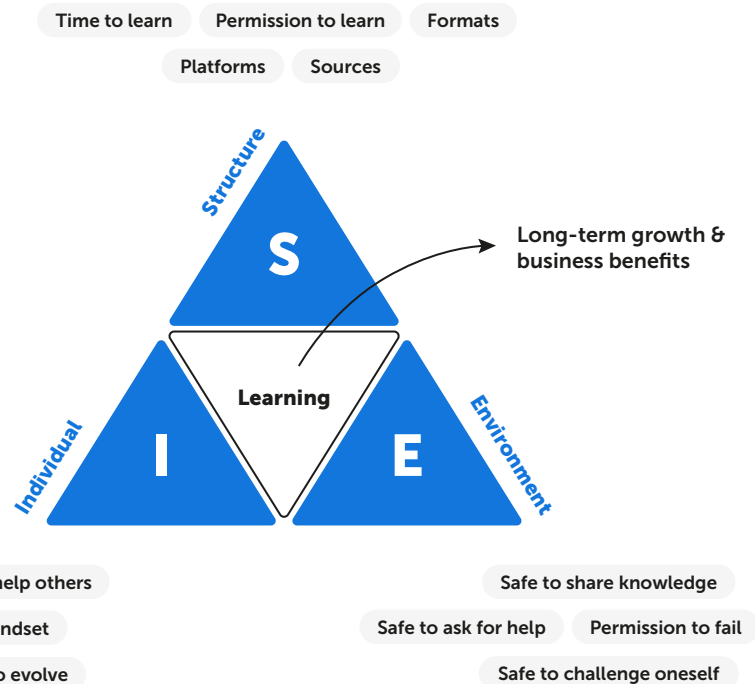 Time to learn
Permission to learn
Formats
Platforms
Sources
Structure
S
Long-term growth &
business benefits
Learning
Individual
I
E
Environment
help others
Safe to share knowledge
Safe to ask for help
Permission to fail
evolve
Safe to challenge oneself